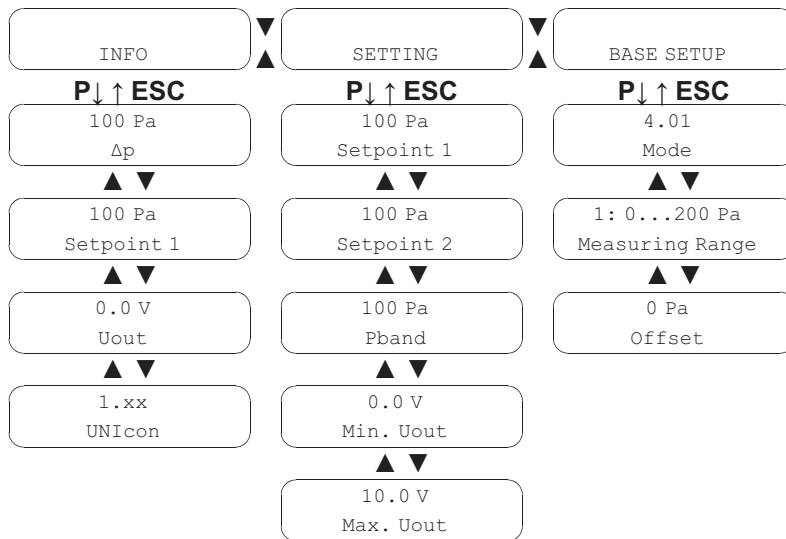 INFO
P↓ ↑ ESC
100 Pa
Δp
100 Pa
Setpoint 1
0.0 V
Uout
1.xx
UNIcon
SETTING
P↓ ↑ ESC
100 Pa
Setpoint 1
100 Pa
Setpoint 2
100 Pa
Pband
0.0 V
Min. Uout
10.0 V
Max. Uout
BASE SETUP
P↓ ↑ ESC
4.01
Mode
1: 0...200 Pa
Measuring Range
0 Pa
Offset